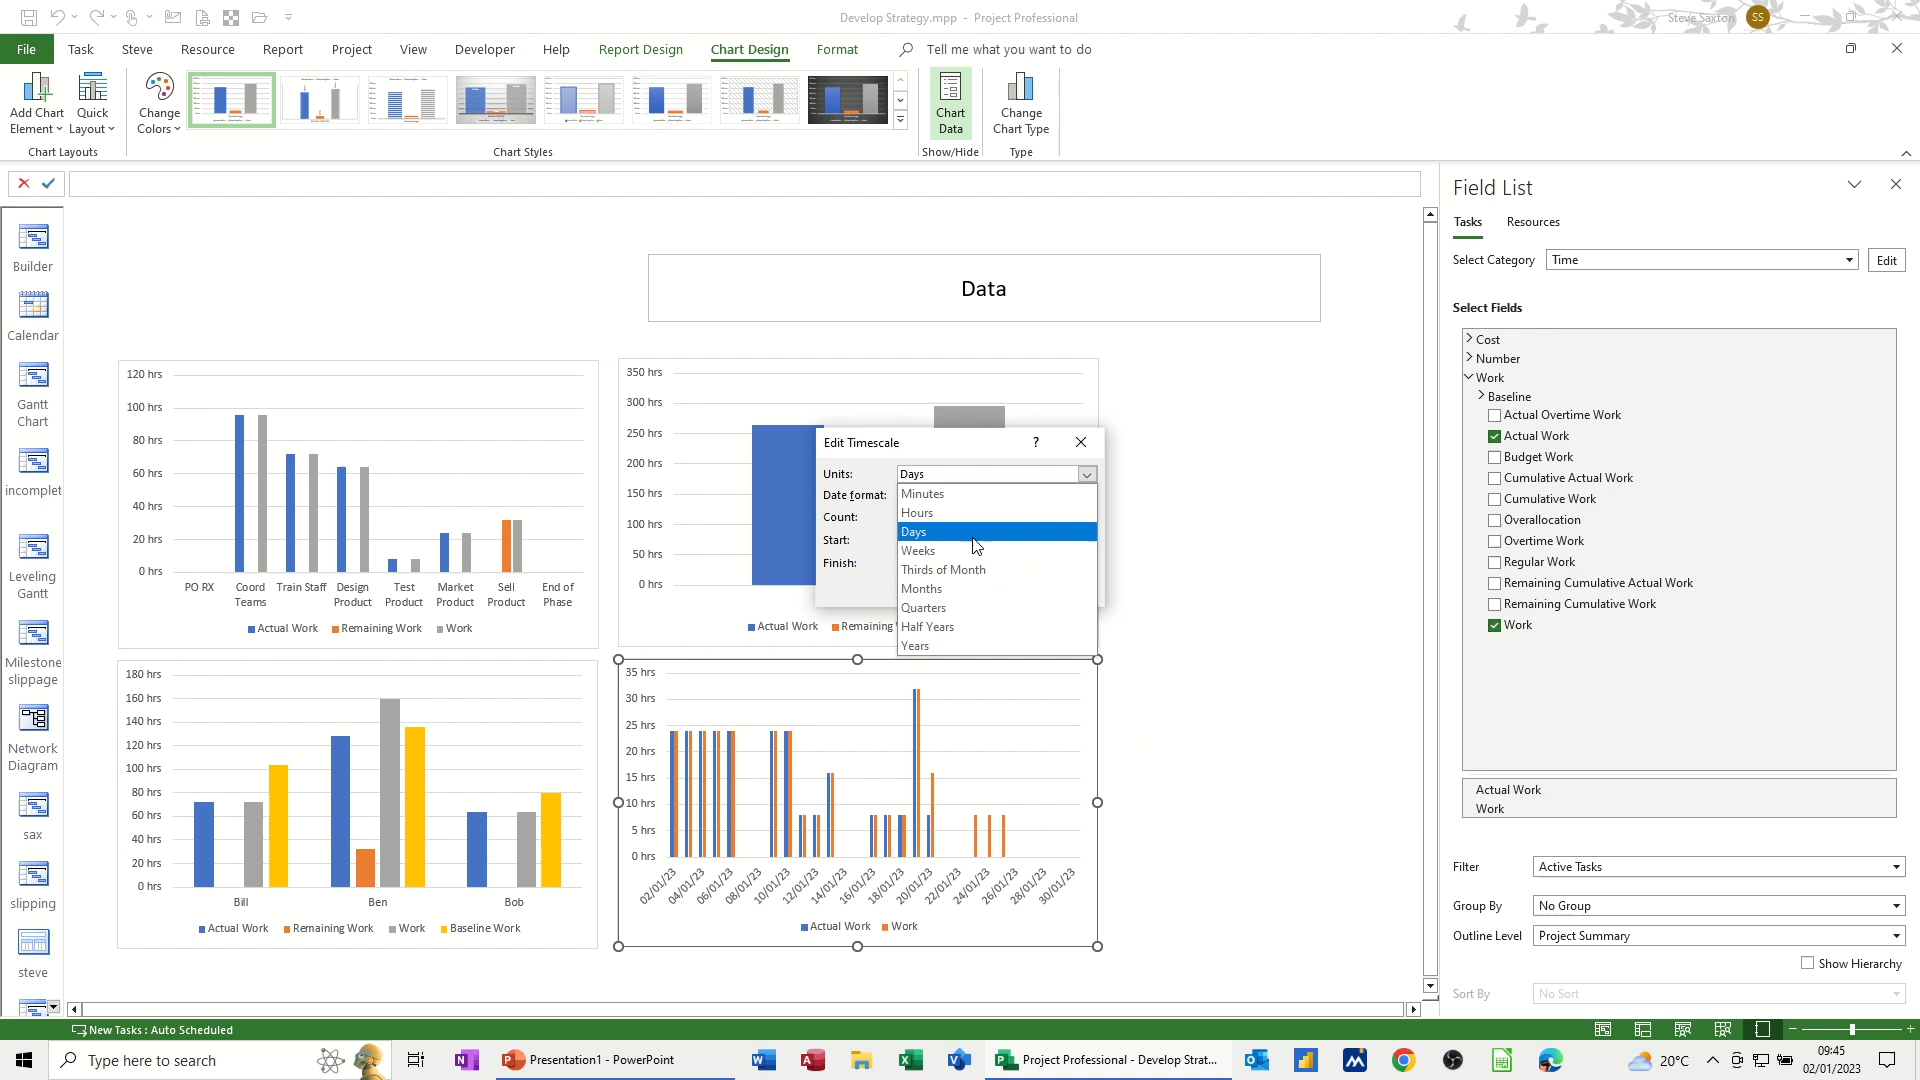 Develop Strategy.mpp - Project Professional
Steve Saxton
SS
File
Task
Steve
Resource
Report
Project
View
Developer
Help
Report Design
Chart Design
Format
Tell me what you want to do
Add Chart
Element
Quick
Layout
Change
Colors
Chart
Data
Change
Chart Type
Chart Layouts
Chart Styles
Show/Hide
Type
Builder
Calendar
Gantt
Chart
incomplet
Leveling
Gantt
Milestone
slippage
Network
Diagram
sax
slipping
steve
Data
120 hrs
100 hrs
80 hrs
60 hrs
40 hrs
20 hrs
0 hrs
PO RX
Coord
Teams
Train Staff
Design
Product
Test
Product
Market
Product
Sell
Product
End of
Phase
Actual Work
Remaining Work
Work
350 hrs
300 hrs
250 hrs
200 hrs
150 hrs
100 hrs
50 hrs
0 hrs
Actual Work
Remaining
Edit Timescale
?
Units:
Days
Date format:
Count:
Start:
Finish:
Minutes
Hours
Days
Weeks
Thirds of Month
Months
Quarters
Half Years
Years
180 hrs
160 hrs
140 hrs
120 hrs
100 hrs
80 hrs
60 hrs
40 hrs
20 hrs
0 hrs
Bill
Ben
Bob
Actual Work
Remaining Work
Work
Baseline Work
35 hrs
30 hrs
25 hrs
20 hrs
15 hrs
10 hrs
5 hrs
0 hrs
02/01/23
04/01/23
06/01/23
08/01/23
10/01/23
12/01/23
14/01/23
16/01/23
18/01/23
20/01/23
22/01/23
24/01/23
26/01/23
28/01/23
30/01/23
Actual Work
Work
Field List
Tasks
Resources
Select Category
Time
Edit
Select Fields
Cost
Number
Work
Baseline
Actual Overtime Work
Actual Work
Budget Work
Cumulative Actual Work
Cumulative Work
Overallocation
Overtime Work
Regular Work
Remaining Cumulative Actual Work
Remaining Cumulative Work
Work
Actual Work
Work
Filter
Active Tasks
Group By
No Group
Outline Level
Project Summary
Show Hierarchy
Sort By
No Sort
New Tasks : Auto Scheduled
Type here to search
Presentation1 - PowerPoint
Project Professional - Develop Strat...
20°C
09:45
02/01/2023